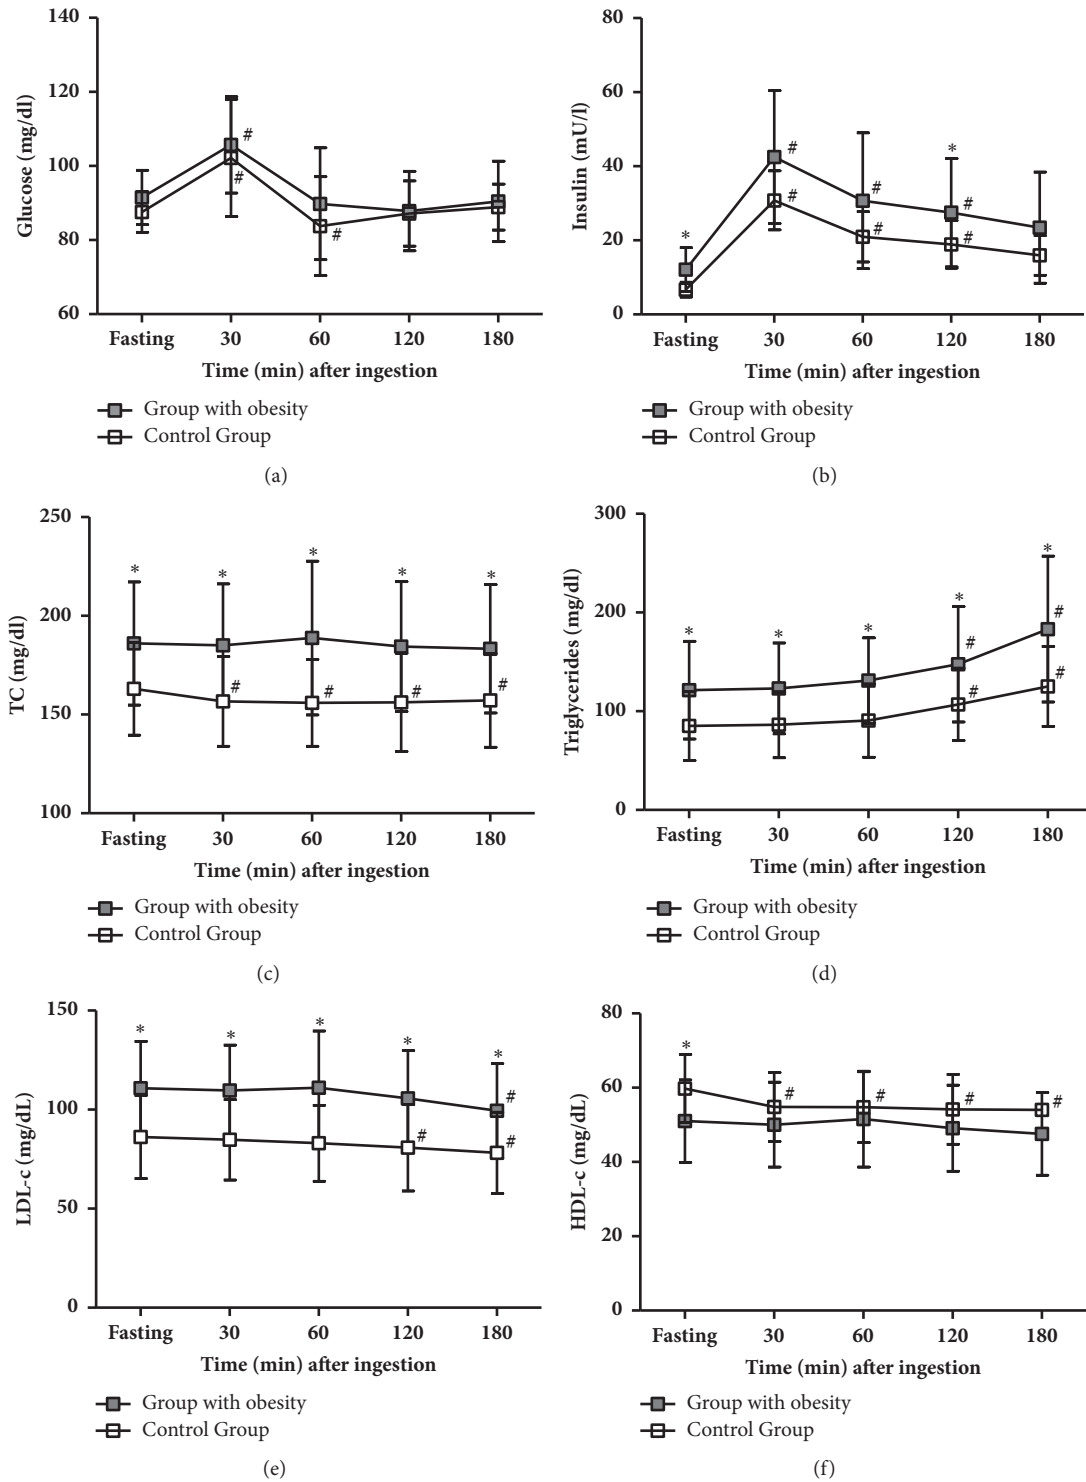 140
120
100
80
60
Glucose (mg/dl)
#
#
#
Fasting 30 60 120 180
Time (min) after ingestion
Group with obesity
Control Group
(a)
80
60
40
20
0
Insulin (mU/l)
*
#
#
#
#
*
#
#
Fasting 30 60 120 180
Time (min) after ingestion
Group with obesity
Control Group
(b)
250
200
150
100
TC (mg/dl)
* * * * *
# # # #
Fasting 30 60 120 180
Time (min) after ingestion
Group with obesity
Control Group
(c)
300
200
100
0
Triglycerides (mg/dl)
* * * * *
# #
# #
Fasting 30 60 120 180
Time (min) after ingestion
Group with obesity
Control Group
(d)
150
100
50
0
LDL-c (mg/dL)
* * * * *
#
# #
Fasting 30 60 120 180
Time (min) after ingestion
Group with obesity
Control Group
(e)
80
60
40
20
0
HDL-c (mg/dL)
*
# # # #
Fasting 30 60 120 180
Time (min) after ingestion
Group with obesity
Control Group
(f)